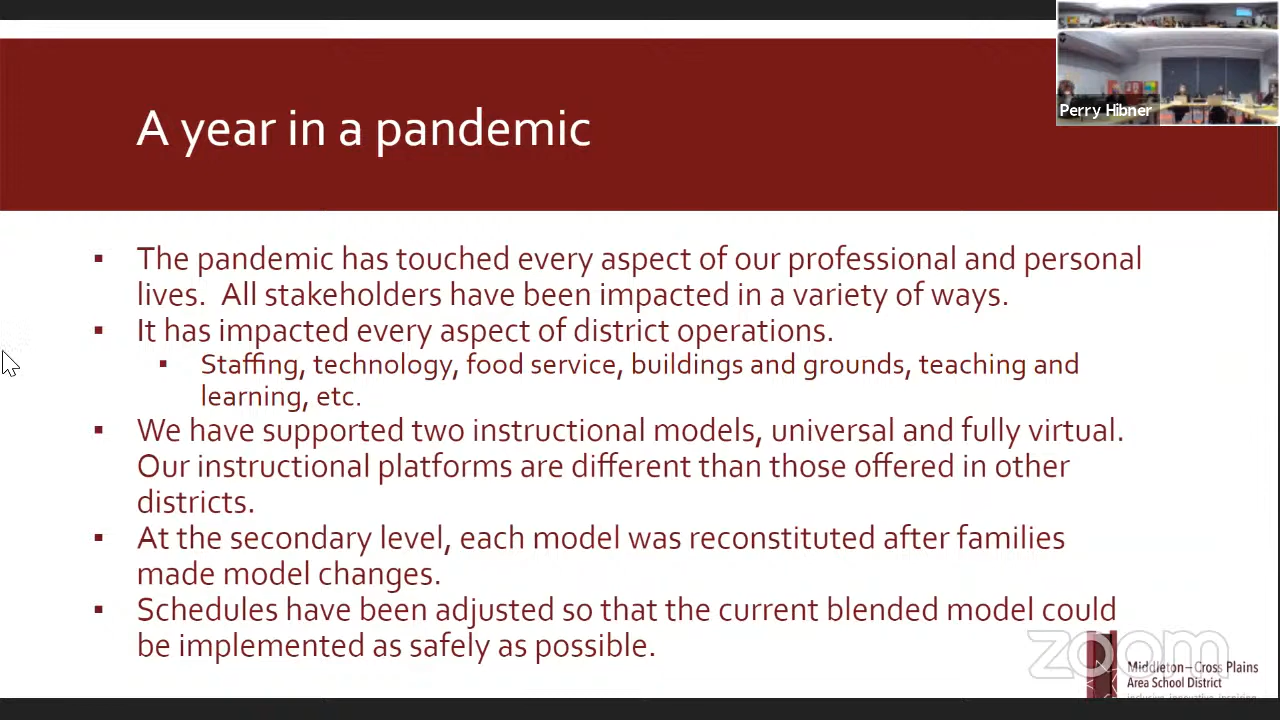 A year in a pandemic
Perry Hibner
▪ The pandemic has touched every aspect of our professional and personal
lives.  All stakeholders have been impacted in a variety of ways.
▪ It has impacted every aspect of district operations.
▪ Staffing, technology, food service, buildings and grounds, teaching and
learning, etc.
▪ We have supported two instructional models, universal and fully virtual.
Our instructional platforms are different than those offered in other
districts.
▪ At the secondary level, each model was reconstituted after families
made model changes.
▪ Schedules have been adjusted so that the current blended model could
be implemented as safely as possible.
zoom
Middleton–Cross Plains
Area School District